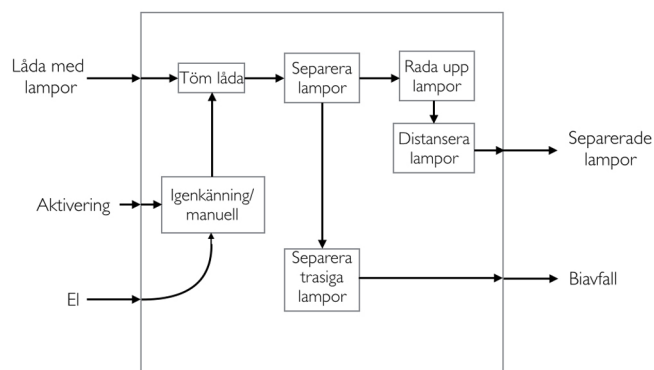 Låda med
lampor
Töm låda
Separera
lampor
Rada upp
lampor
Distansera
lampor
Separerade
lampor
Aktivering
Igenkänning/
manuell
Separera
trasiga
lampor
El
Biavfall